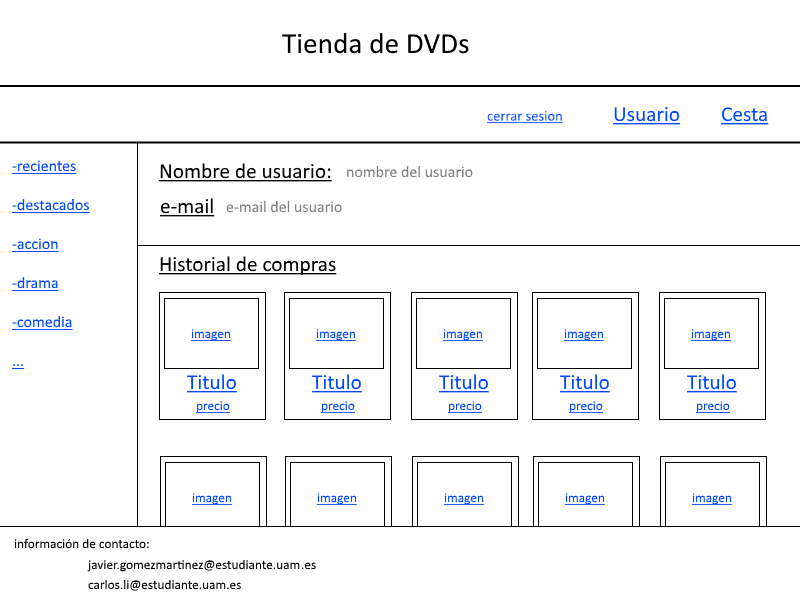 Tienda de DVDs
cerrar sesion Usuario Cesta
-recientes
-destacados
-accion
-drama
-comedia
...
Nombre de usuario: nombre del usuario
e-mail e-mail del usuario
Historial de compras
imagen imagen imagen imagen imagen
Titulo Titulo Titulo Titulo Titulo
precio precio precio precio precio
imagen imagen imagen imagen imagen
información de contacto:
javier.gomezmartinez@estudiante.uam.es
carlos.li@estudiante.uam.es